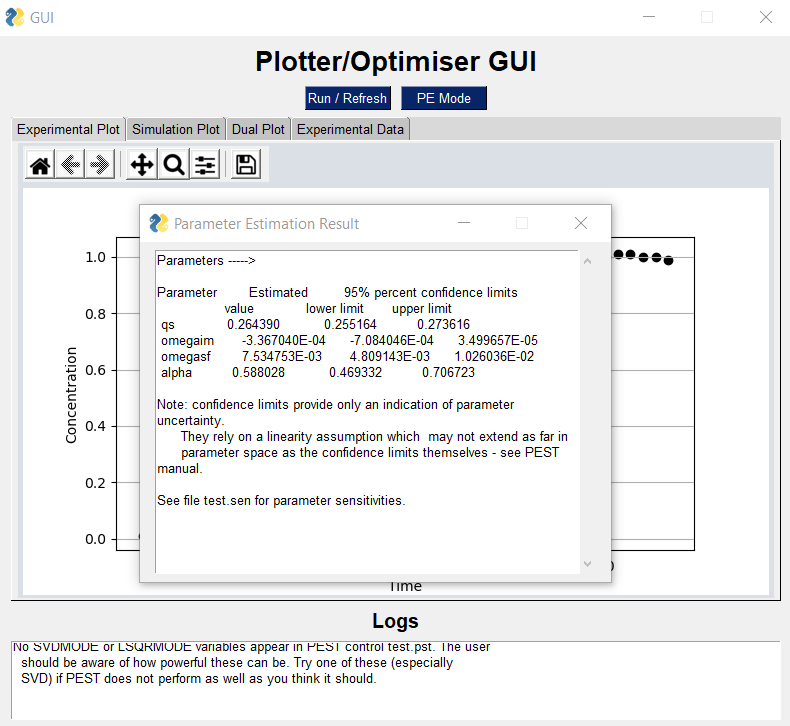 GUI
Plotter/Optimiser GUI
Run / Refresh PE Mode
Experimental Plot Simulation Plot Dual Plot Experimental Data
Parameter Estimation Result
Parameters ----->
Parameter Estimated 95% percent confidence limits
value lower limit upper limit
qs 0.264390 0.255164 0.273616
omegaim -3.367040E-04 -7.084046E-04 3.499657E-05
omegasf 7.534753E-03 4.809143E-03 1.026036E-02
alpha 0.588028 0.469332 0.706723
Note: confidence limits provide only an indication of parameter
uncertainty.
They rely on a linearity assumption which may not extend as far in
parameter space as the confidence limits themselves - see PEST
manual.
See file test.sen for parameter sensitivities.
1.0
0.8
0.6
0.4
0.2
0.0
Concentration
Time
Logs
No SVDMODE or LSQRMODE variables appear in PEST control test.pst. The user
should be aware of how powerful these can be. Try one of these (especially
SVD) if PEST does not perform as well as you think it should.